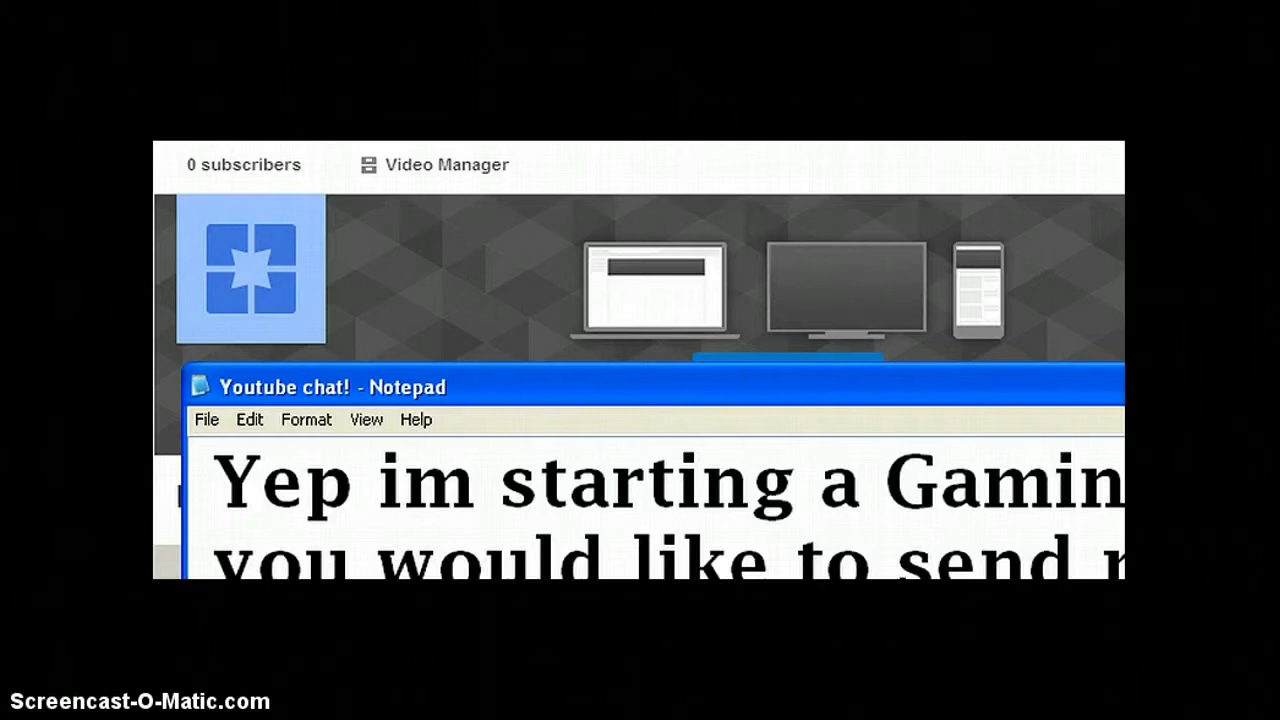 0 subscribers Video Manager
Youtube chat! - Notepad
File Edit Format View Help
Yep im starting a Gamin
you would like to send
Screencast-O-Matic.com